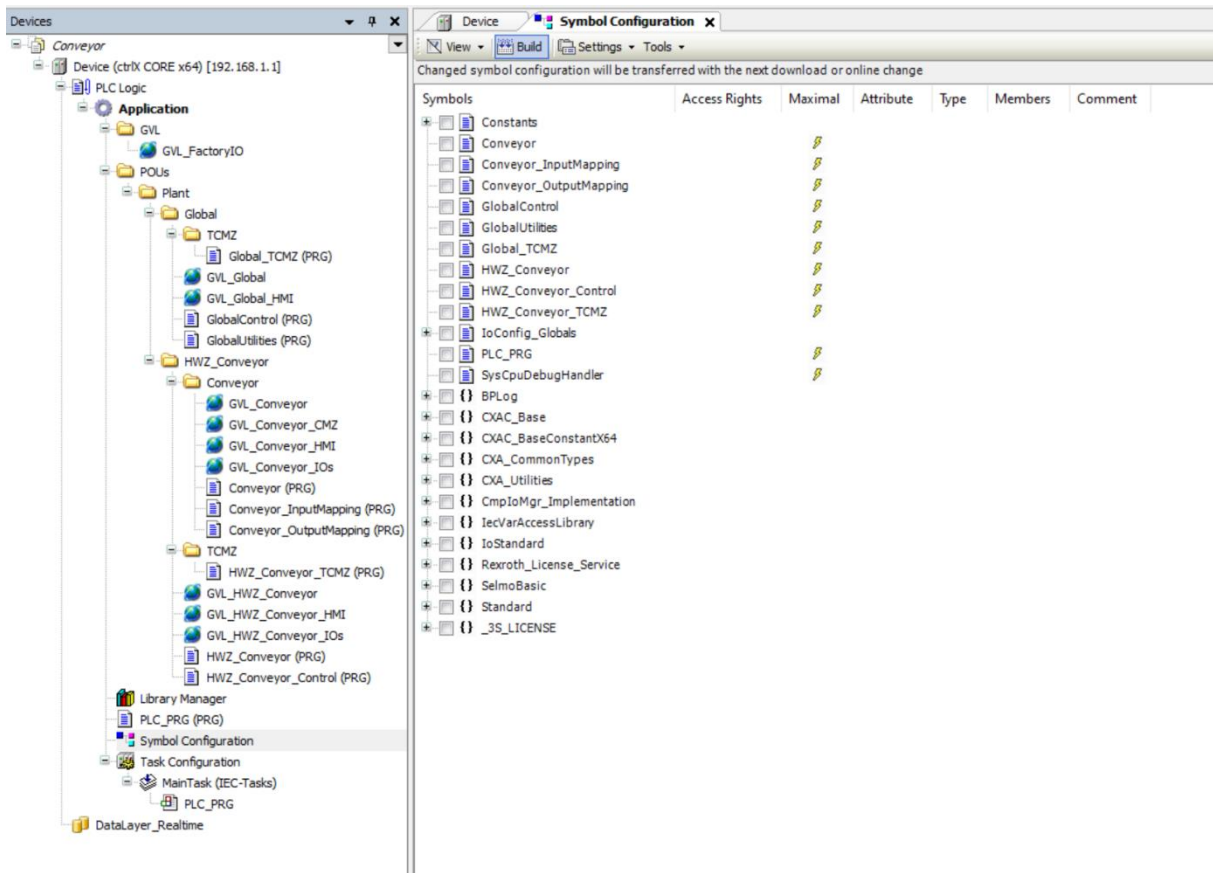 Devices
Conveyor
Device (ctrlX CORE x64) [192.168.1.1]
PLC Logic
Application
GVL
GVL_FactoryIO
POUs
Plant
Global
TCMZ
Global_TCMZ (PRG)
GVL_Global
GVL_Global_HMI
GlobalControl (PRG)
GlobalUtilities (PRG)
HWZ_Conveyor
Conveyor
GVL_Conveyor
GVL_Conveyor_CMZ
GVL_Conveyor_HMI
GVL_Conveyor_IOs
Conveyor (PRG)
Conveyor_InputMapping (PRG)
Conveyor_OutputMapping (PRG)
TCMZ
HWZ_Conveyor_TCMZ (PRG)
GVL_HWZ_Conveyor
GVL_HWZ_Conveyor_HMI
GVL_HWZ_Conveyor_IOs
HWZ_Conveyor (PRG)
HWZ_Conveyor_Control (PRG)
Library Manager
PLC_PRG (PRG)
Symbol Configuration
Task Configuration
MainTask (IEC-Tasks)
PLC_PRG
DataLayer_Realtime
Device Symbol Configuration
View Build Settings Tools
Changed symbol configuration will be transferred with the next download or online change
Symbols Access Rights Maximal Attribute Type Members Comment
Constants
Conveyor
Conveyor_InputMapping
Conveyor_OutputMapping
GlobalControl
GlobalUtilities
Global_TCMZ
HWZ_Conveyor
HWZ_Conveyor_Control
HWZ_Conveyor_TCMZ
IoConfig_Globals
PLC_PRG
SysCpuDebugHandler
{} BPLog
{} CXAC_Base
{} CXAC_BaseConstantX64
{} CXA_CommonTypes
{} CXA_Utilities
{} CmpIoMgr_Implementation
{} IecVarAccessLibrary
{} IoStandard
{} Rexroth_License_Service
{} SelmoBasic
{} Standard
{} _3S_LICENSE